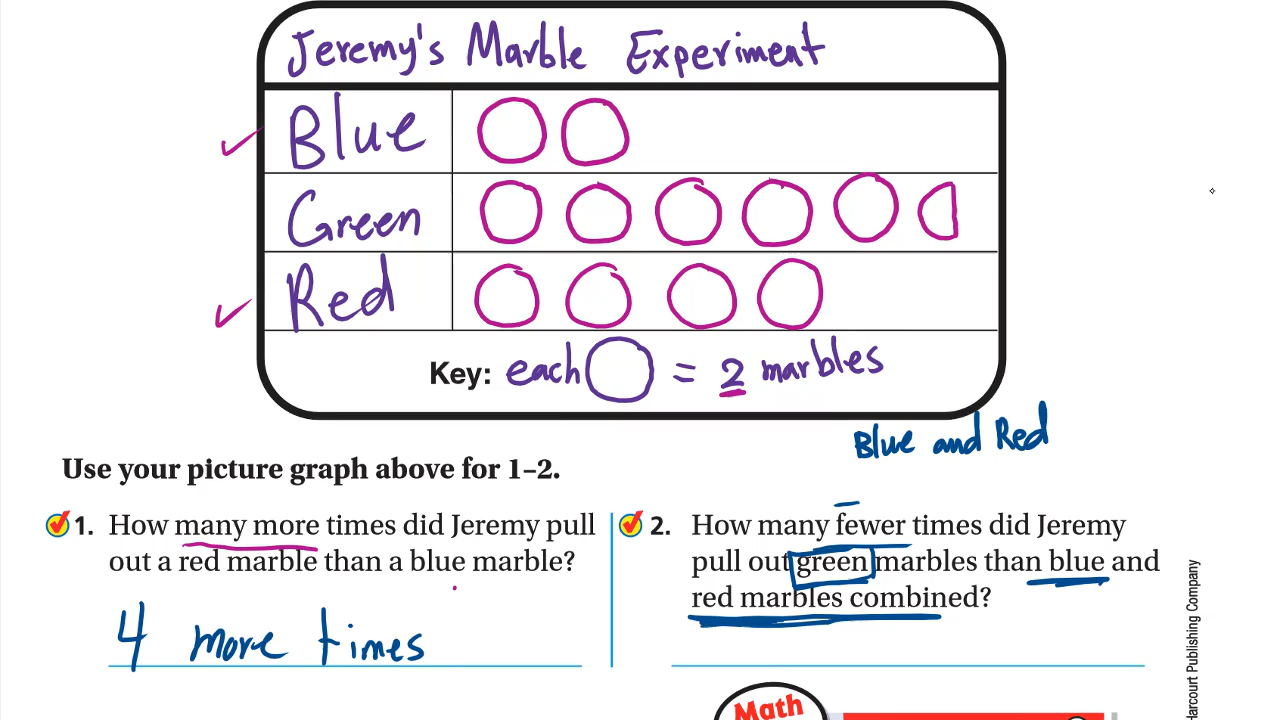 Jeremy's Marble Experiment
Blue
Green
Red
Key: each = 2 marbles
Blue and Red
Use your picture graph above for 1–2.
1. How many more times did Jeremy pull
out a red marble than a blue marble?
4 more times
2. How many fewer times did Jeremy
pull out green marbles than blue and
red marbles combined?
Harcourt Publishing Company
Math